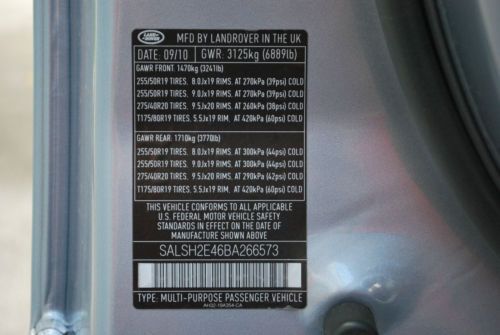 LAND ROVER
MFD BY LANDROVER IN THE UK
DATE: 09/10 GWR: 3125kg (6889lb)
GAWR FRONT: 1470kg (3241lb)
255/50R19 TIRES, 8.0Jx19 RIMS, AT 270kPa (39psi) COLD
255/50R19 TIRES, 9.0Jx19 RIMS, AT 270kPa (39psi) COLD
275/40R20 TIRES, 9.5Jx20 RIMS, AT 260kPa (38psi) COLD
T175/80R19 TIRES, 5.5Jx19 RIM, AT 420kPa (60psi) COLD
GAWR REAR: 1710kg (3770lb)
255/50R19 TIRES, 8.0Jx19 RIMS, AT 300kPa (44psi) COLD
255/50R19 TIRES, 9.0Jx19 RIMS, AT 300kPa (44psi) COLD
275/40R20 TIRES, 9.5Jx20 RIMS, AT 290kPa (42psi) COLD
T175/80R19 TIRES, 5.5Jx19 RIM, AT 420kPa (60psi) COLD
THIS VEHICLE CONFORMS TO ALL APPLICABLE
U.S. FEDERAL MOTOR VEHICLE SAFETY
STANDARDS IN EFFECT ON THE DATE OF
MANUFACTURE SHOWN ABOVE
SALSH2E46BA266573
TYPE: MULTI-PURPOSE PASSENGER VEHICLE
AH32-19A354-CA